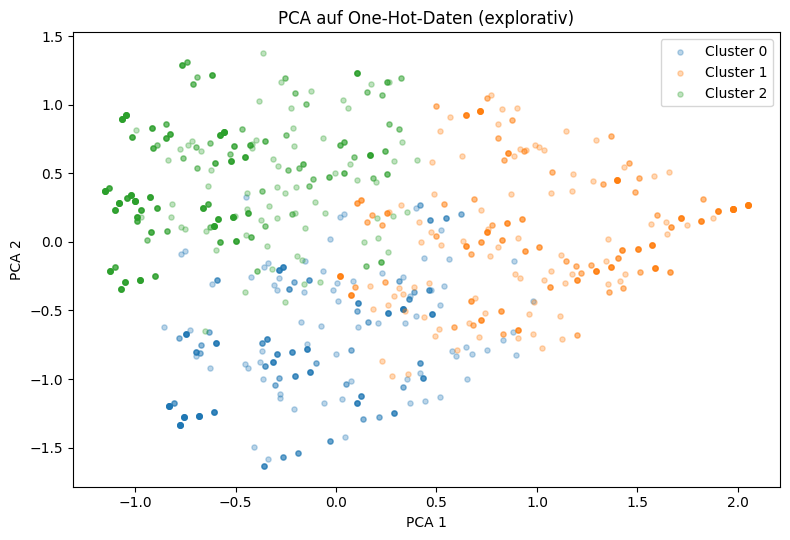 PCA auf One-Hot-Daten (explorativ)
Cluster 0
Cluster 1
Cluster 2
1.5
1.0
0.5
0.0
−0.5
−1.0
−1.5
PCA 2
−1.0
−0.5
0.0
0.5
1.0
1.5
2.0
PCA 1